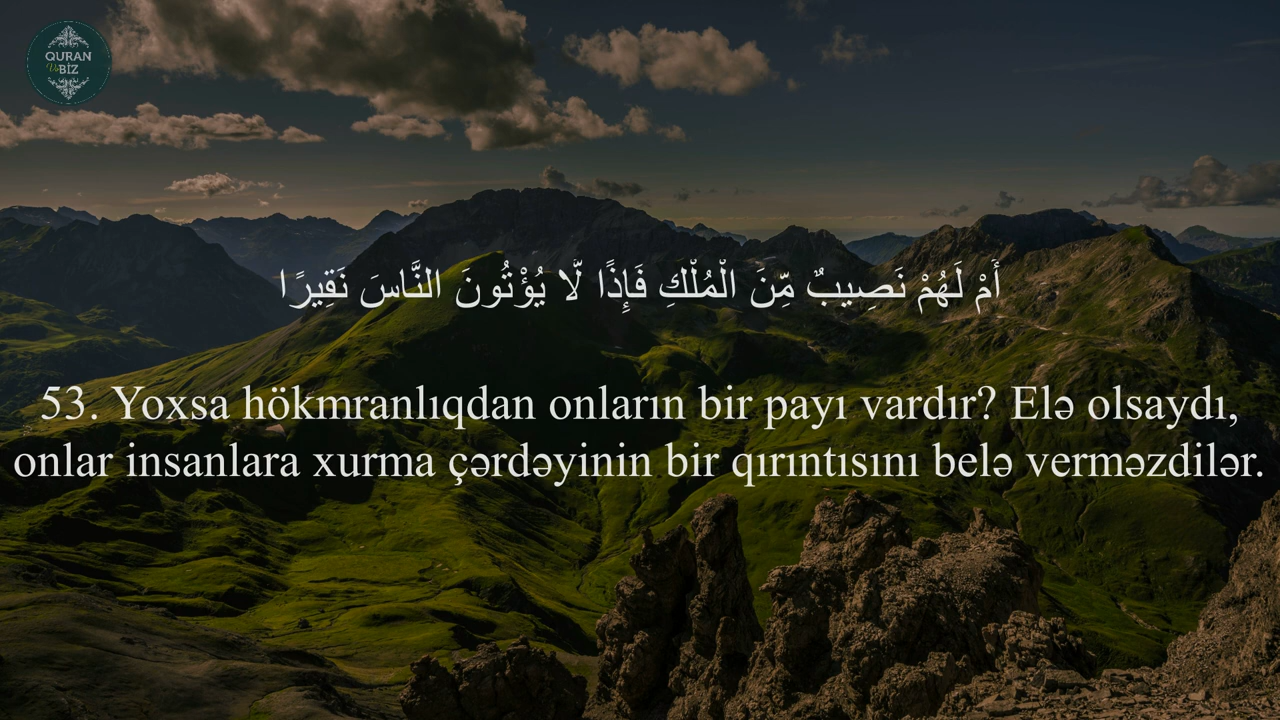 QURAN
Və BİZ
أَمْ لَهُمْ نَصِيبٌ مِّنَ الْمُلْكِ فَإِذًا لَّا يُؤْتُونَ النَّاسَ نَقِيرًا
53. Yoxsa hökmranlıqdan onların bir payı vardır? Elə olsaydı,
onlar insanlara xurma çərdəyinin bir qırıntısını belə verməzdilər.